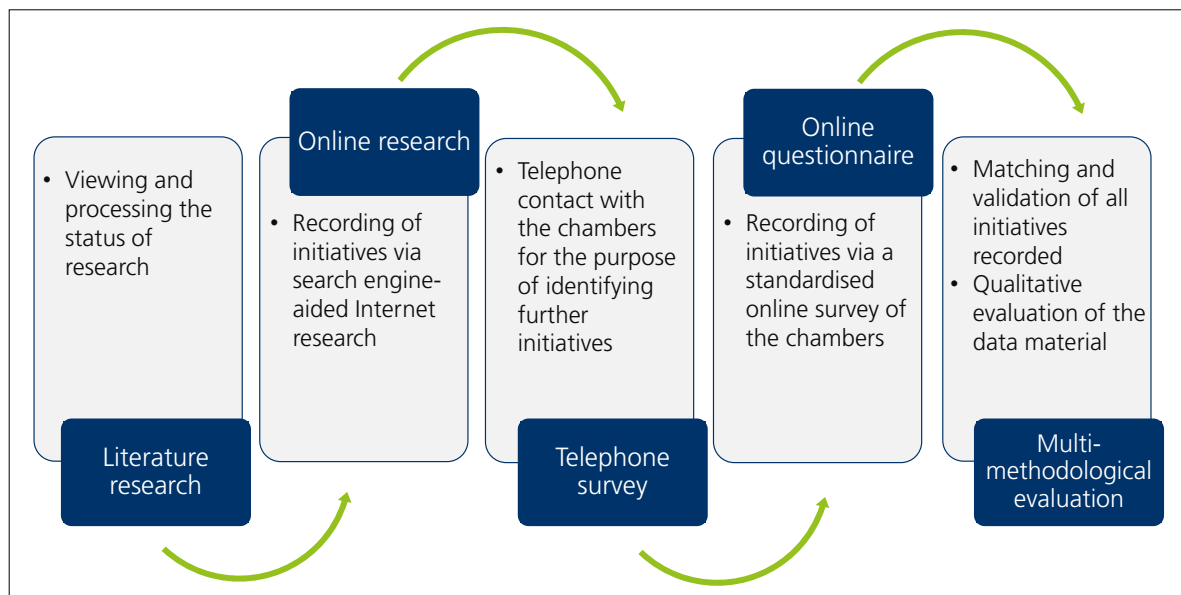 • Viewing and
processing the
status of
research
Literature
research
Online research
• Recording of
initiatives via
search engine-
aided Internet
research
• Telephone
contact with
the chambers
for the purpose
of identifying
further
initiatives
Telephone
survey
Online
questionnaire
• Recording of
initiatives via a
standardised
online survey of
the chambers
• Matching and
validation of all
initiatives
recorded
• Qualitative
evaluation of the
data material
Multi-
methodological
evaluation